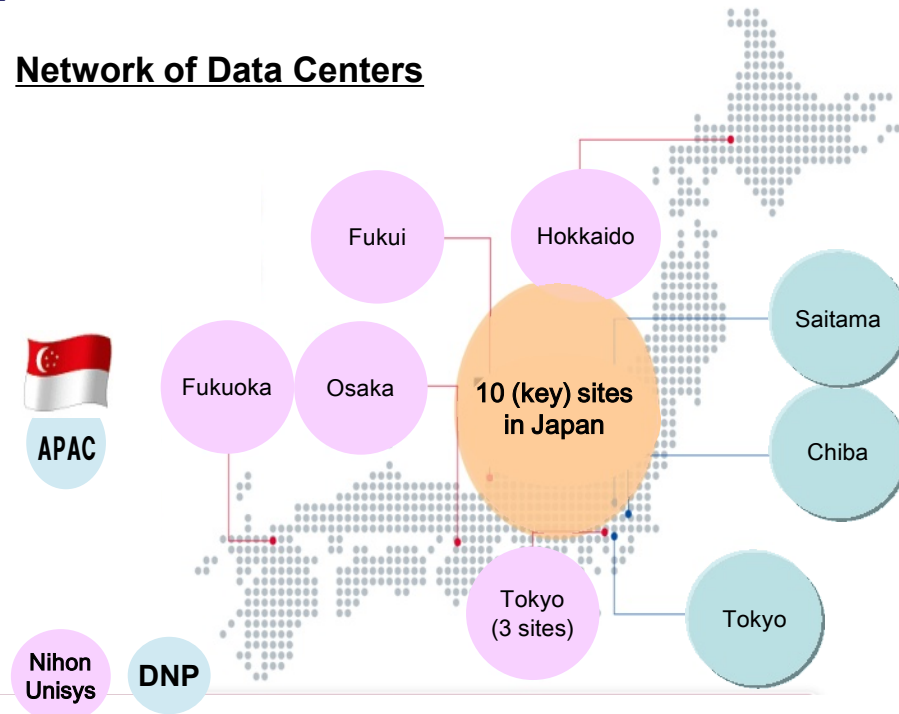 Network of Data Centers
Fukui
Hokkaido
Saitama
Fukuoka
Osaka
10 (key) sites
in Japan
APAC
Chiba
Tokyo
(3 sites)
Tokyo
Nihon
Unisys
DNP